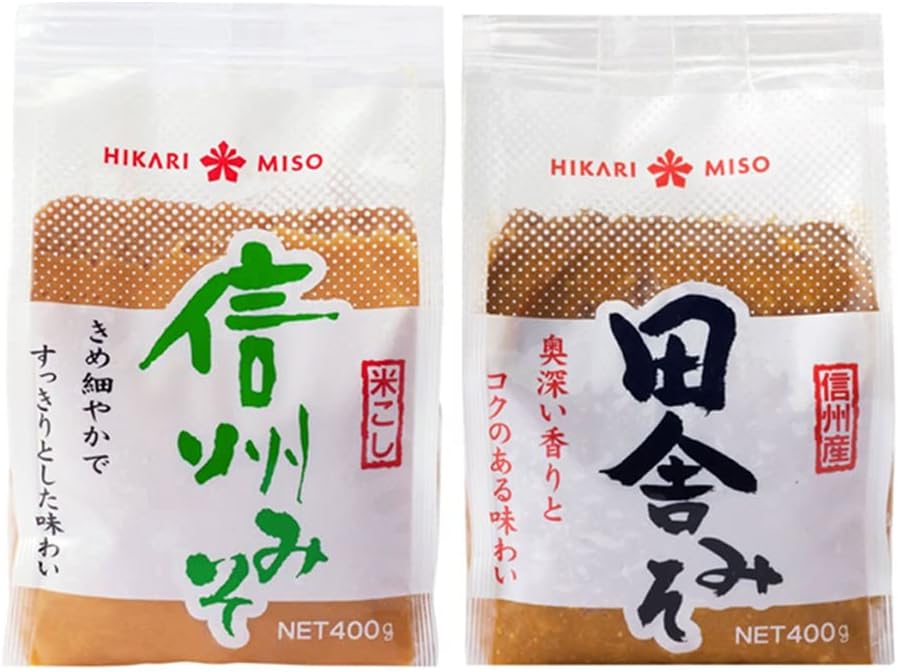 HIKARI MISO
信州みそ
米こし
きめ細やかで
すっきりとした味わい
NET400g
HIKARI MISO
田舎みそ
信州産
奥深い香りと
コクのある味わい
NET400g